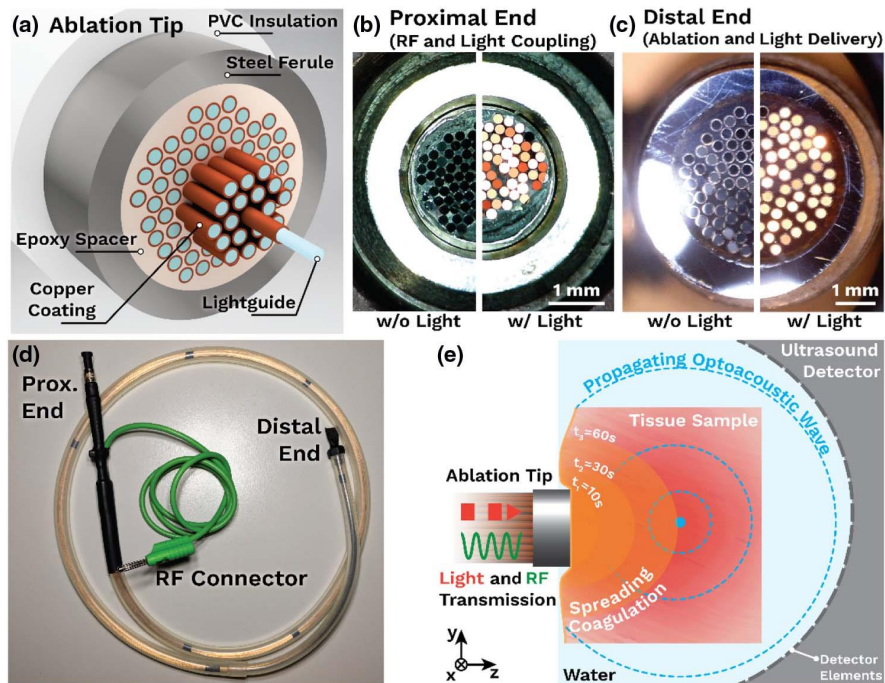 (a) Ablation Tip
PVC Insulation
Steel Ferule
Epoxy Spacer
Copper
Coating
Lightguide
(b) Proximal End
(RF and Light Coupling)
1 mm
w/o Light
w/ Light
(c) Distal End
(Ablation and Light Delivery)
1 mm
w/o Light
w/ Light
(d)
Prox.
End
Distal
End
RF Connector
(e)
Ultrasound
Detector
Propagating Optoacoustic Wave
Tissue Sample
t₃=60s
t₂=30s
t₁=10s
Ablation Tip
Light and RF
Transmission
Spreading
Coagulation
y
x
z
Water
Detector
Elements